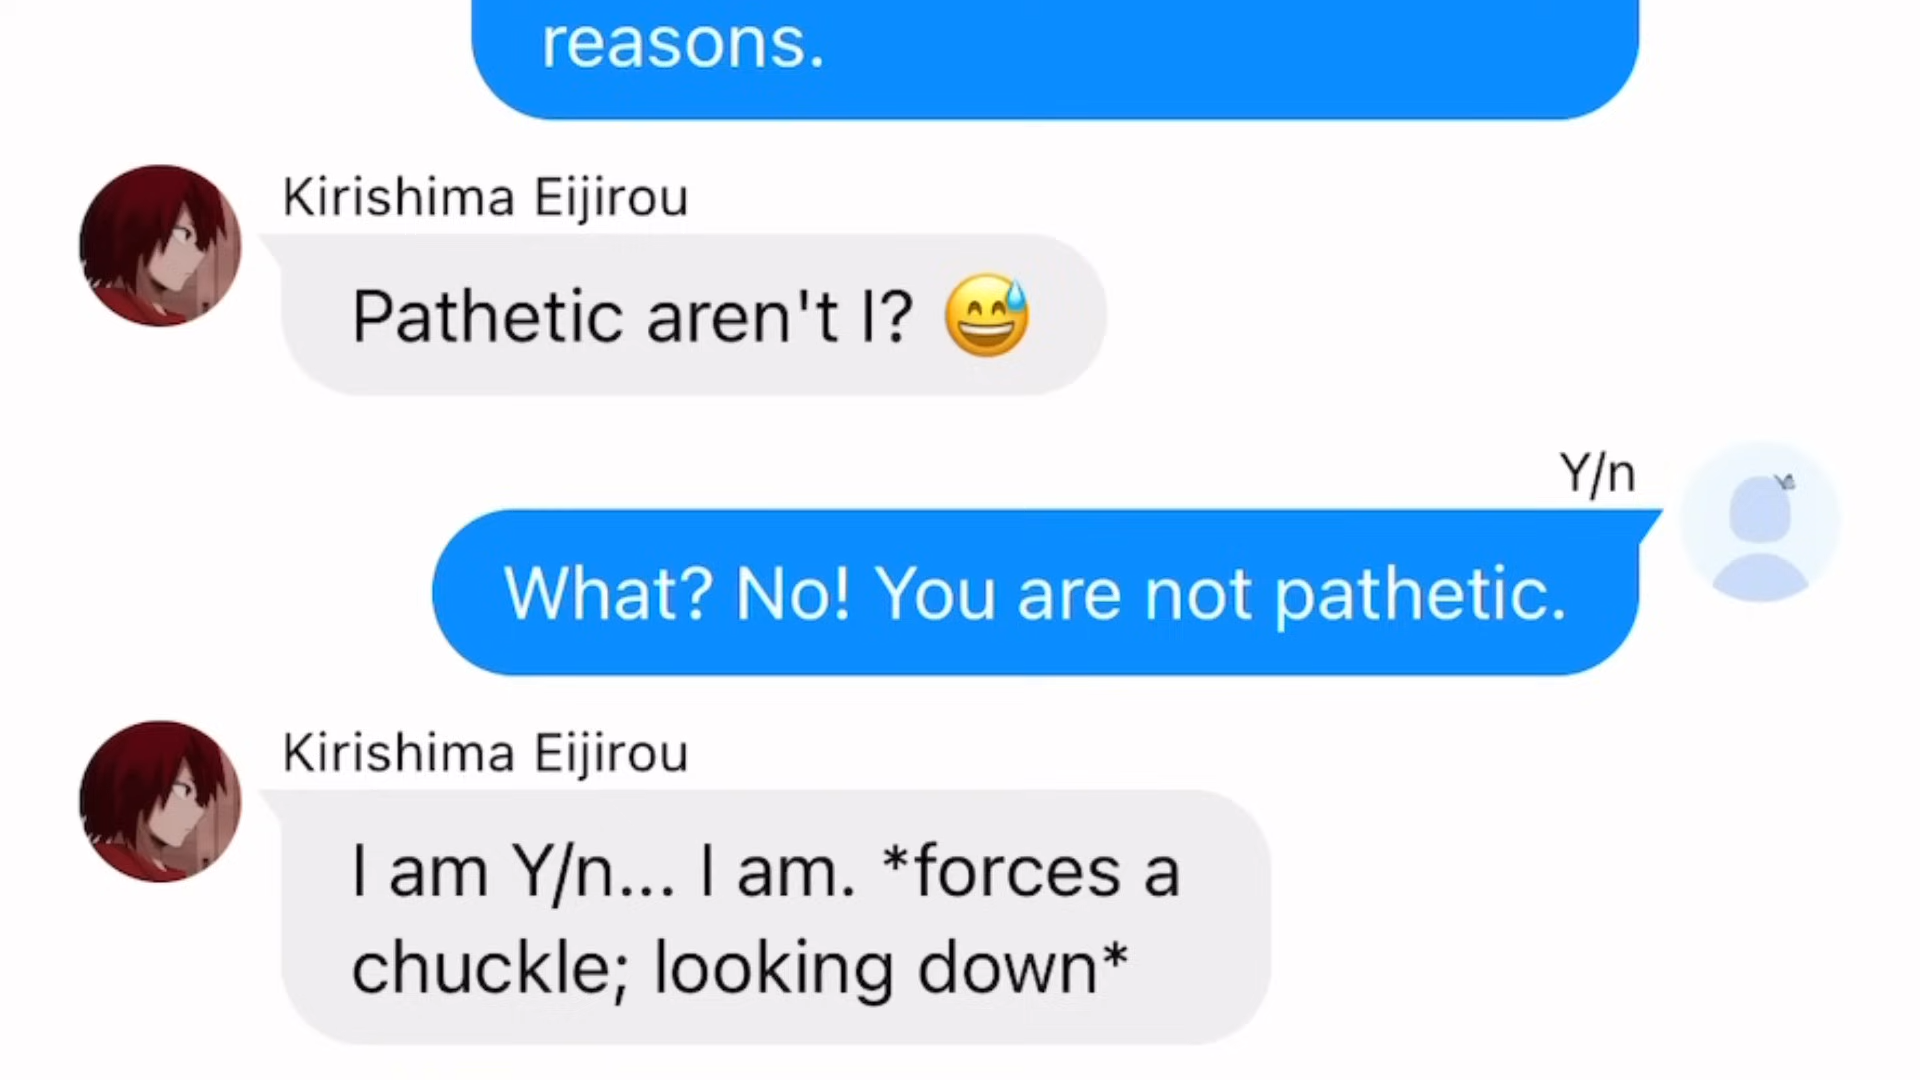 reasons.
Kirishima Eijirou
Pathetic aren't I? 😅
Y/n
What? No! You are not pathetic.
Kirishima Eijirou
I am Y/n... I am. *forces a
chuckle; looking down*